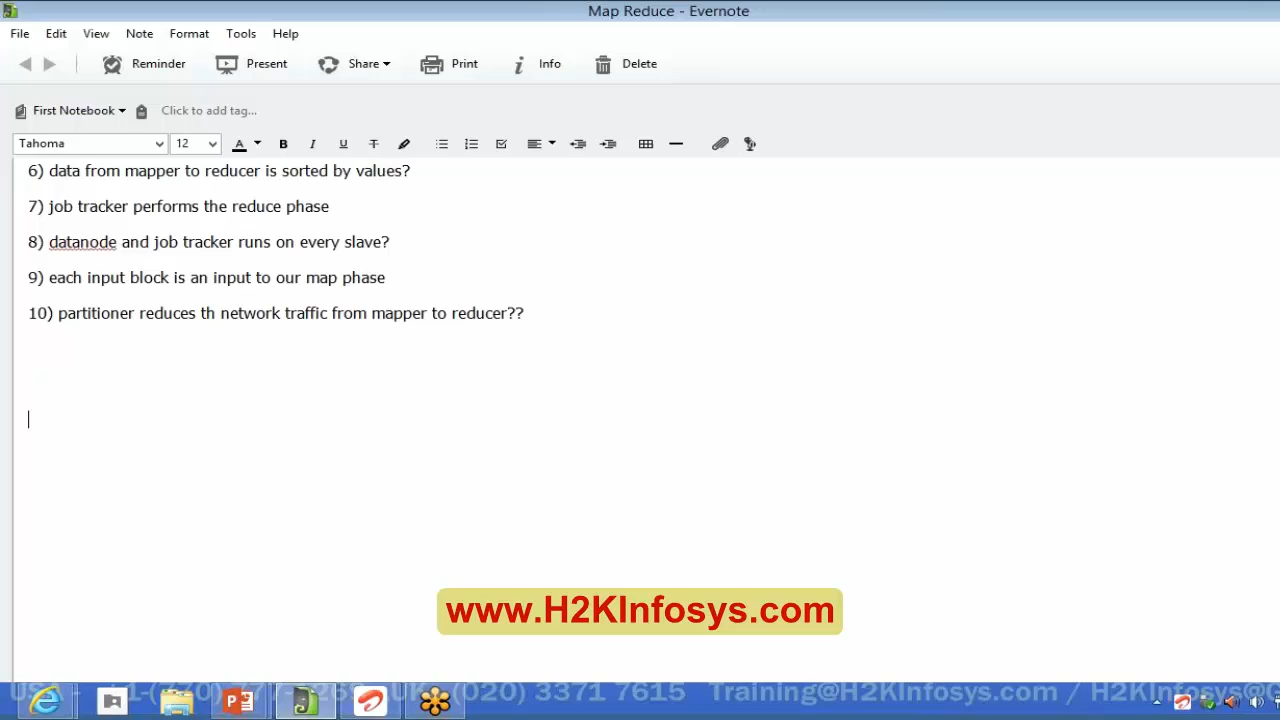 Map Reduce - Evernote
File Edit View Note Format Tools Help
Reminder Present Share Print Info Delete
First Notebook Click to add tag...
Tahoma 12 A B I U T
6) data from mapper to reducer is sorted by values?
7) job tracker performs the reduce phase
8) datanode and job tracker runs on every slave?
9) each input block is an input to our map phase
10) partitioner reduces th network traffic from mapper to reducer??
www.H2KInfosys.com
USA - +1-(770) (020) 3371 7615 Training@H2KInfosys.com /